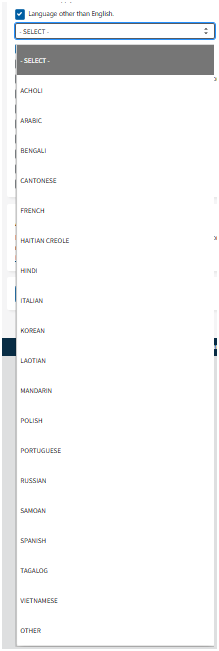 Language other than English.
- SELECT -
- SELECT -
ACHOLI
ARABIC
BENGALI
CANTONESE
FRENCH
HAITIAN CREOLE
HINDI
ITALIAN
KOREAN
LAOTIAN
MANDARIN
POLISH
PORTUGUESE
RUSSIAN
SAMOAN
SPANISH
TAGALOG
VIETNAMESE
OTHER